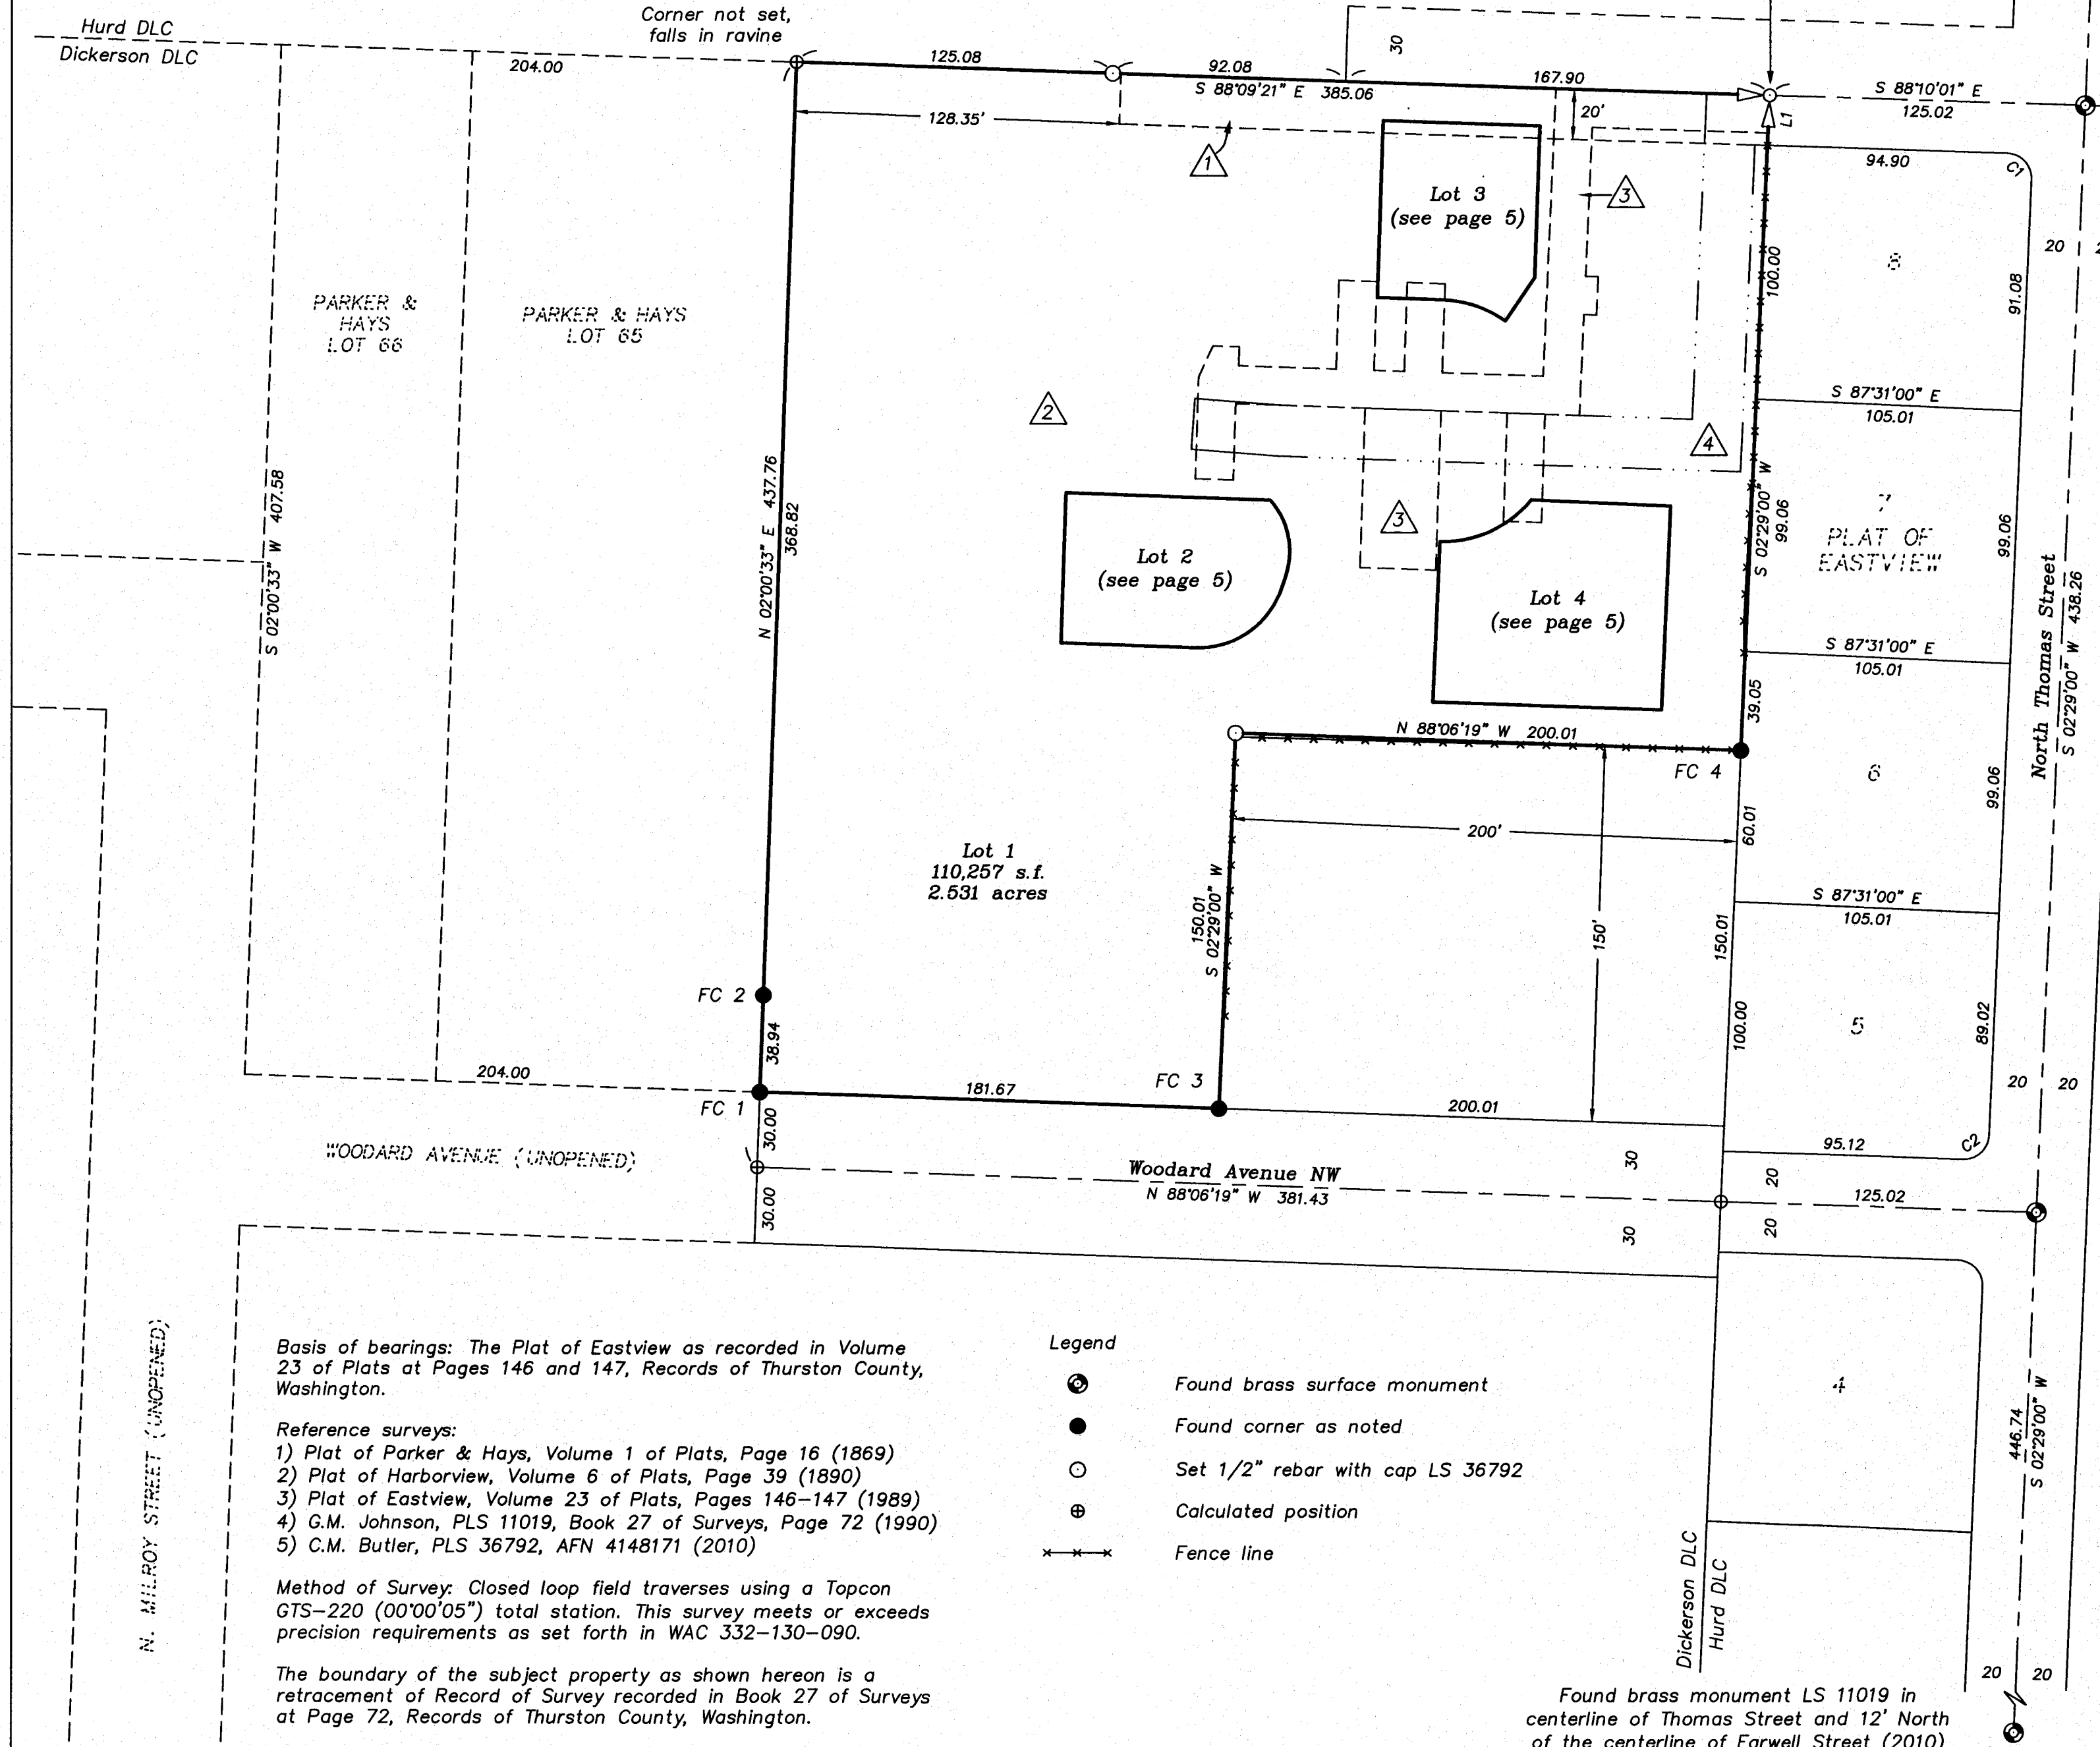 Hurd DLC
Dickerson DLC
Corner not set,
falls in ravine
204.00
125.08
92.08
30
167.90
S 88°09'21" E 385.06
S 88°10'01" E
125.02
128.35'
20'
L1
1
3
94.90
C1
Lot 3
(see page 5)
20
8
100.00
91.08
PARKER &
HAYS
LOT 66
PARKER & HAYS
LOT 65
S 87°31'00" E
105.01
2
4
S 02°00'33" W 407.58
N 02°00'33" E 437.76
368.82
S 02°29'00" W
99.06
3
7
PLAT OF
EASTVIEW
99.06
Lot 2
(see page 5)
Lot 4
(see page 5)
North Thomas Street
S 02°29'00" W 438.26
S 87°31'00" E
105.01
39.05
N 88°06'19" W 200.01
FC 4
6
99.06
200'
60.01
Lot 1
110,257 s.f.
2.531 acres
150.01
S 02°29'00" W
150'
150.01
S 87°31'00" E
105.01
FC 2
38.94
100.00
5
89.02
204.00
FC 1
181.67
FC 3
200.01
20
20
30.00
WOODARD AVENUE (UNOPENED)
Woodard Avenue NW
N 88°06'19" W 381.43
30
95.12
C2
20
125.02
30.00
30
20
N. MILROY STREET (UNOPENED)
Basis of bearings: The Plat of Eastview as recorded in Volume
23 of Plats at Pages 146 and 147, Records of Thurston County,
Washington.
Reference surveys:
1) Plat of Parker & Hays, Volume 1 of Plats, Page 16 (1869)
2) Plat of Harborview, Volume 6 of Plats, Page 39 (1890)
3) Plat of Eastview, Volume 23 of Plats, Pages 146-147 (1989)
4) G.M. Johnson, PLS 11019, Book 27 of Surveys, Page 72 (1990)
5) C.M. Butler, PLS 36792, AFN 4148171 (2010)
Method of Survey: Closed loop field traverses using a Topcon
GTS-220 (00°00'05") total station. This survey meets or exceeds
precision requirements as set forth in WAC 332-130-090.
The boundary of the subject property as shown hereon is a
retracement of Record of Survey recorded in Book 27 of Surveys
at Page 72, Records of Thurston County, Washington.
Legend
Found brass surface monument
Found corner as noted
Set 1/2" rebar with cap LS 36792
Calculated position
Fence line
4
446.74
S 02°29'00" W
Dickerson DLC
Hurd DLC
20
20
Found brass monument LS 11019 in
centerline of Thomas Street and 12' North
of the centerline of Farwell Street (2010)